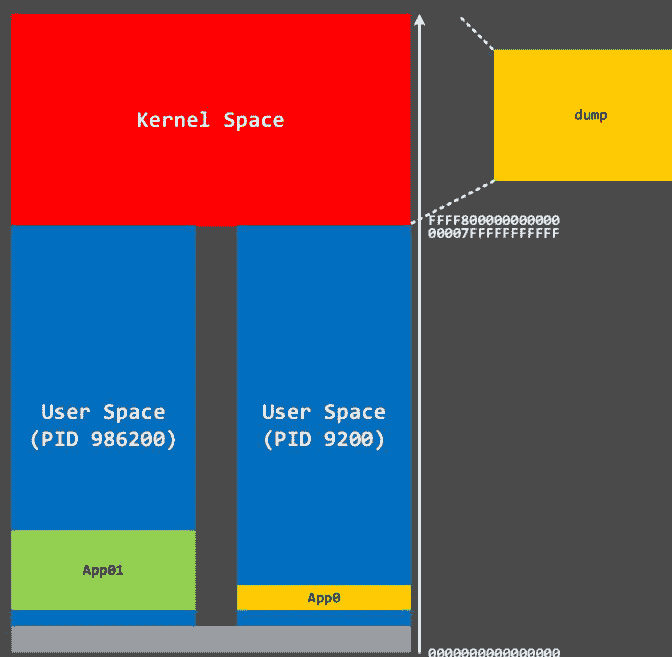 Kernel Space
dump
FFFF800000000000
00007FFFFFFFFFFF
User Space
(PID 986200)
User Space
(PID 9200)
App01
App0
0000000000000000